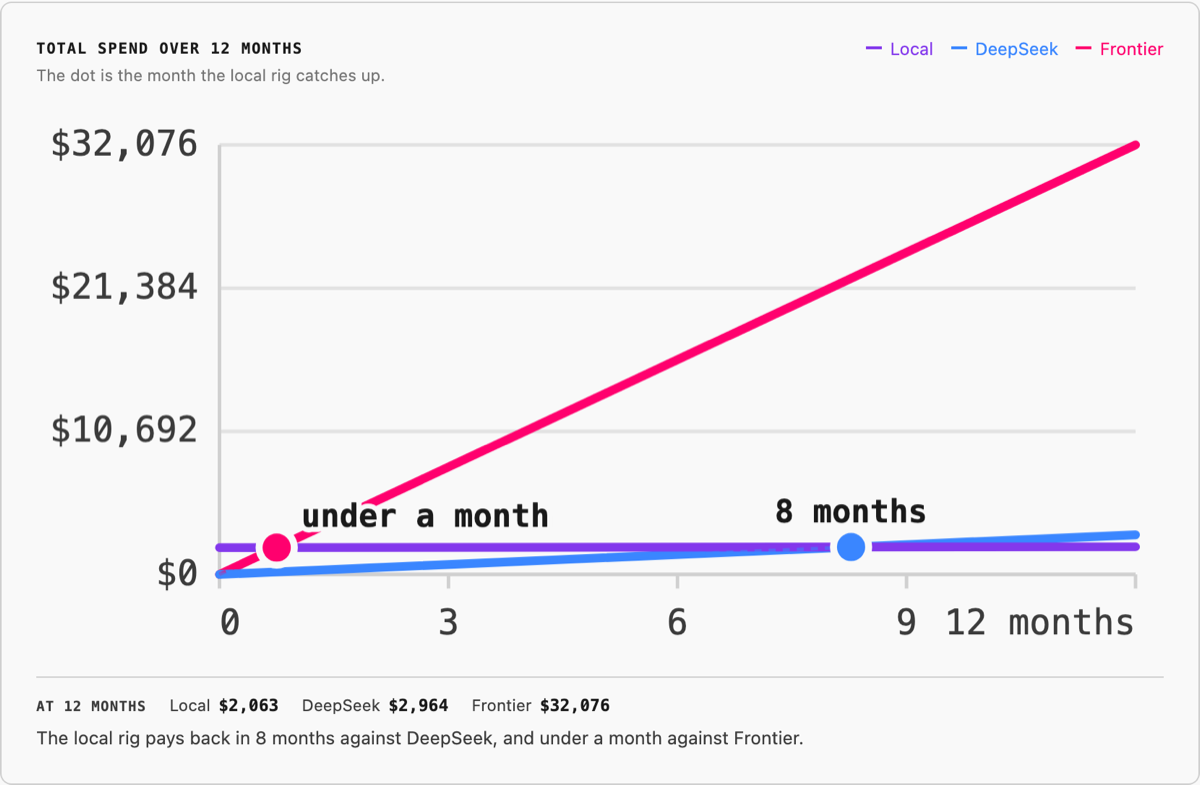 TOTAL SPEND OVER 12 MONTHS
Local DeepSeek Frontier
The dot is the month the local rig catches up.
$32,076
$21,384
$10,692
under a month
8 months
$0
0 3 6 9 12 months
AT 12 MONTHS Local $2,063 DeepSeek $2,964 Frontier $32,076
The local rig pays back in 8 months against DeepSeek, and under a month against Frontier.